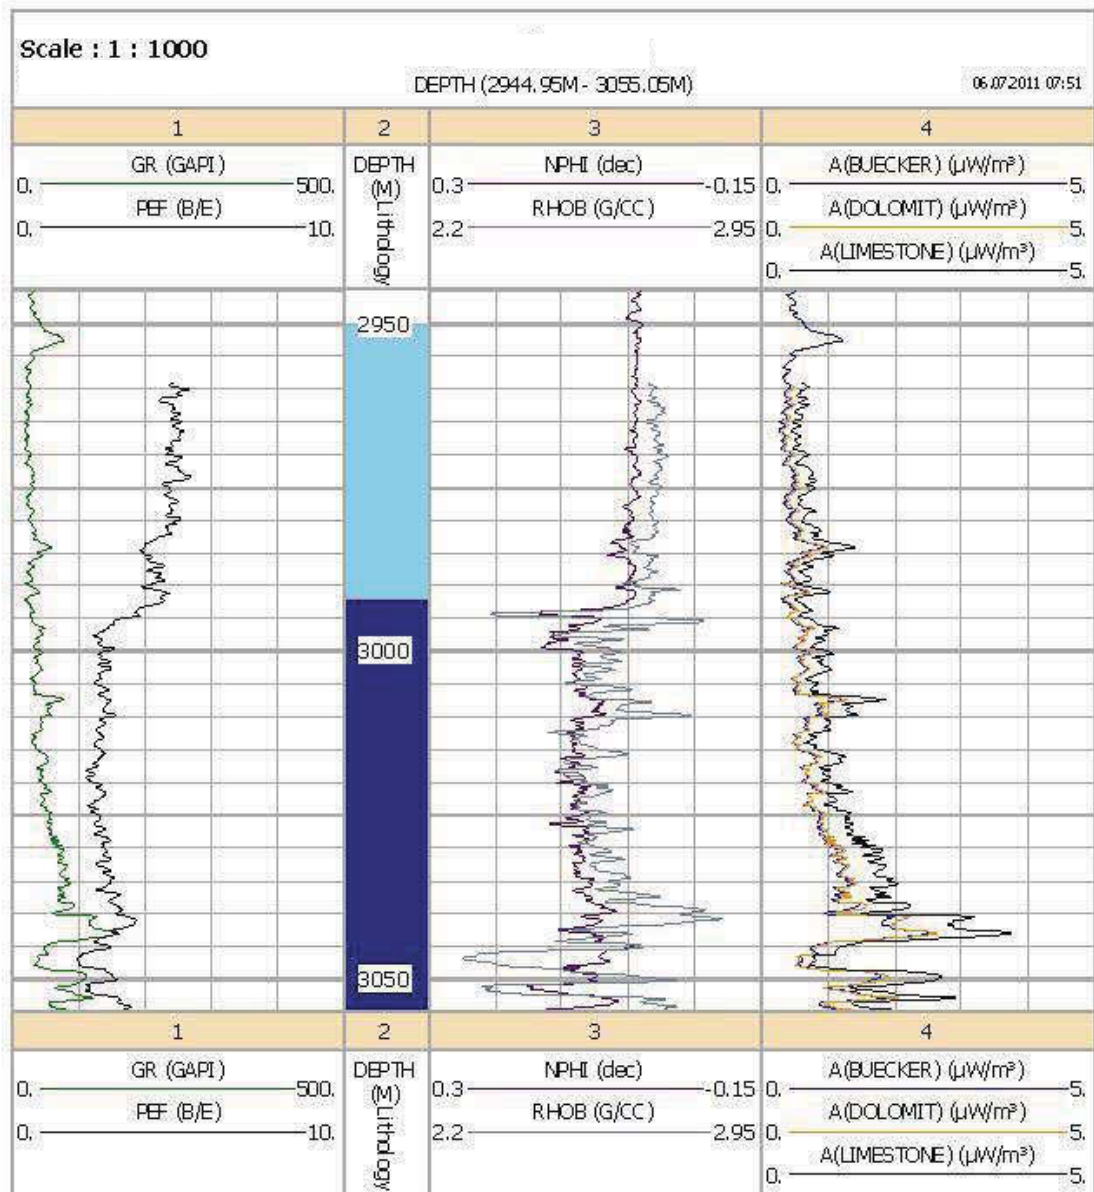 Scale : 1 : 1000
DEPTH (2944.95M - 3055.05M)
06.07.2011 07:51
1 2 3 4
GR (GAPI)
0. 500.
PEF (B/E)
0. 10.
DEPTH
(M)
Lithology
NPHI (dec)
0.3 -0.15
RHOB (G/CC)
2.2 2.95
A(BUECKER) (µW/m³)
0. 5.
A(DOLOMIT) (µW/m³)
0. 5.
A(LIMESTONE) (µW/m³)
0. 5.
2950
3000
3050
1 2 3 4
GR (GAPI)
0. 500.
PEF (B/E)
0. 10.
DEPTH
(M)
Lithology
NPHI (dec)
0.3 -0.15
RHOB (G/CC)
2.2 2.95
A(BUECKER) (µW/m³)
0. 5.
A(DOLOMIT) (µW/m³)
0. 5.
A(LIMESTONE) (µW/m³)
0. 5.